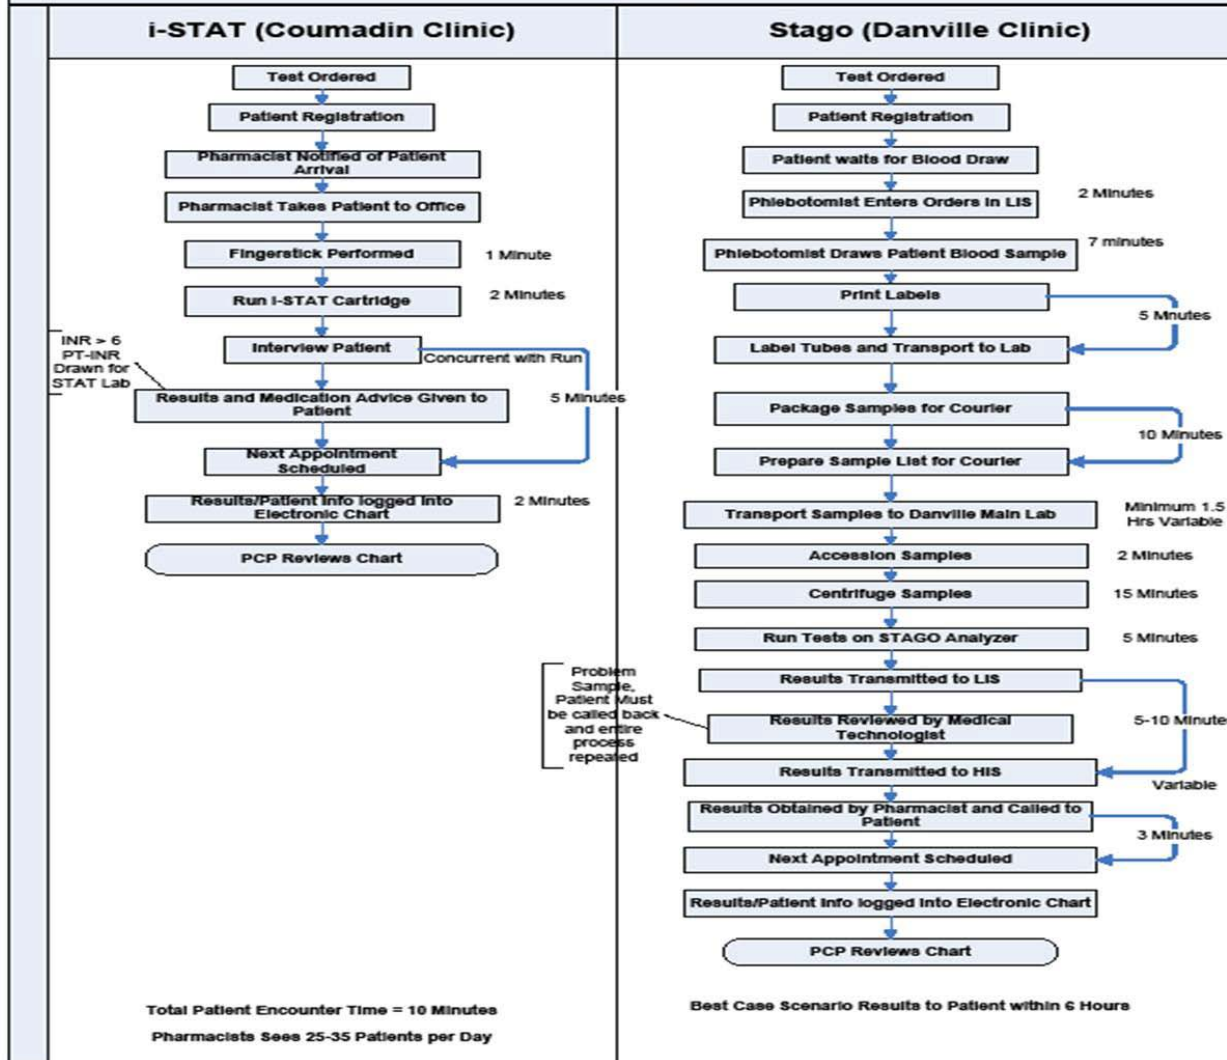 i-STAT (Coumadin Clinic)
Test Ordered
Patient Registration
Pharmacist Notified of Patient
Arrival
Pharmacist Takes Patient to Office
Fingerstick Performed
1 Minute
Run i-STAT Cartridge
2 Minutes
Interview Patient
Concurrent with Run
INR > 6
PT-INR
Drawn for
STAT Lab
Results and Medication Advice Given to
Patient
5 Minutes
Next Appointment
Scheduled
Results/Patient Info logged into
Electronic Chart
2 Minutes
PCP Reviews Chart
Total Patient Encounter Time = 10 Minutes
Pharmacists Sees 25-35 Patients per Day
Stago (Danville Clinic)
Test Ordered
Patient Registration
Patient waits for Blood Draw
Phlebotomist Enters Orders in LIS
2 Minutes
Phlebotomist Draws Patient Blood Sample
7 minutes
Print Labels
5 Mnutes
Label Tubes and Transport to Lab
Package Samples for Courier
10 Minutes
Prepare Sample List for Courier
Transport Samples to Danville Main Lab
Minimum 1.5
Hrs Variable
Accession Samples
2 Minutes
Centrifuge Samples
15 Minutes
Run Tests on STAGO Analyzer
5 Minutes
Results Transmitted to LIS
Problem
Sample,
Patient Must
be called back
and entire
process
repeated
Results Reviewed by Medical
Technologist
5-10 Minute
Results Transmitted to HIS
Variable
Results Obtained by Pharmacist and Called to
Patient
3 Minutes
Next Appointment Scheduled
Results/Patient Info logged into Electronic Chart
PCP Reviews Chart
Best Case Scenario Results to Patient within 6 Hours